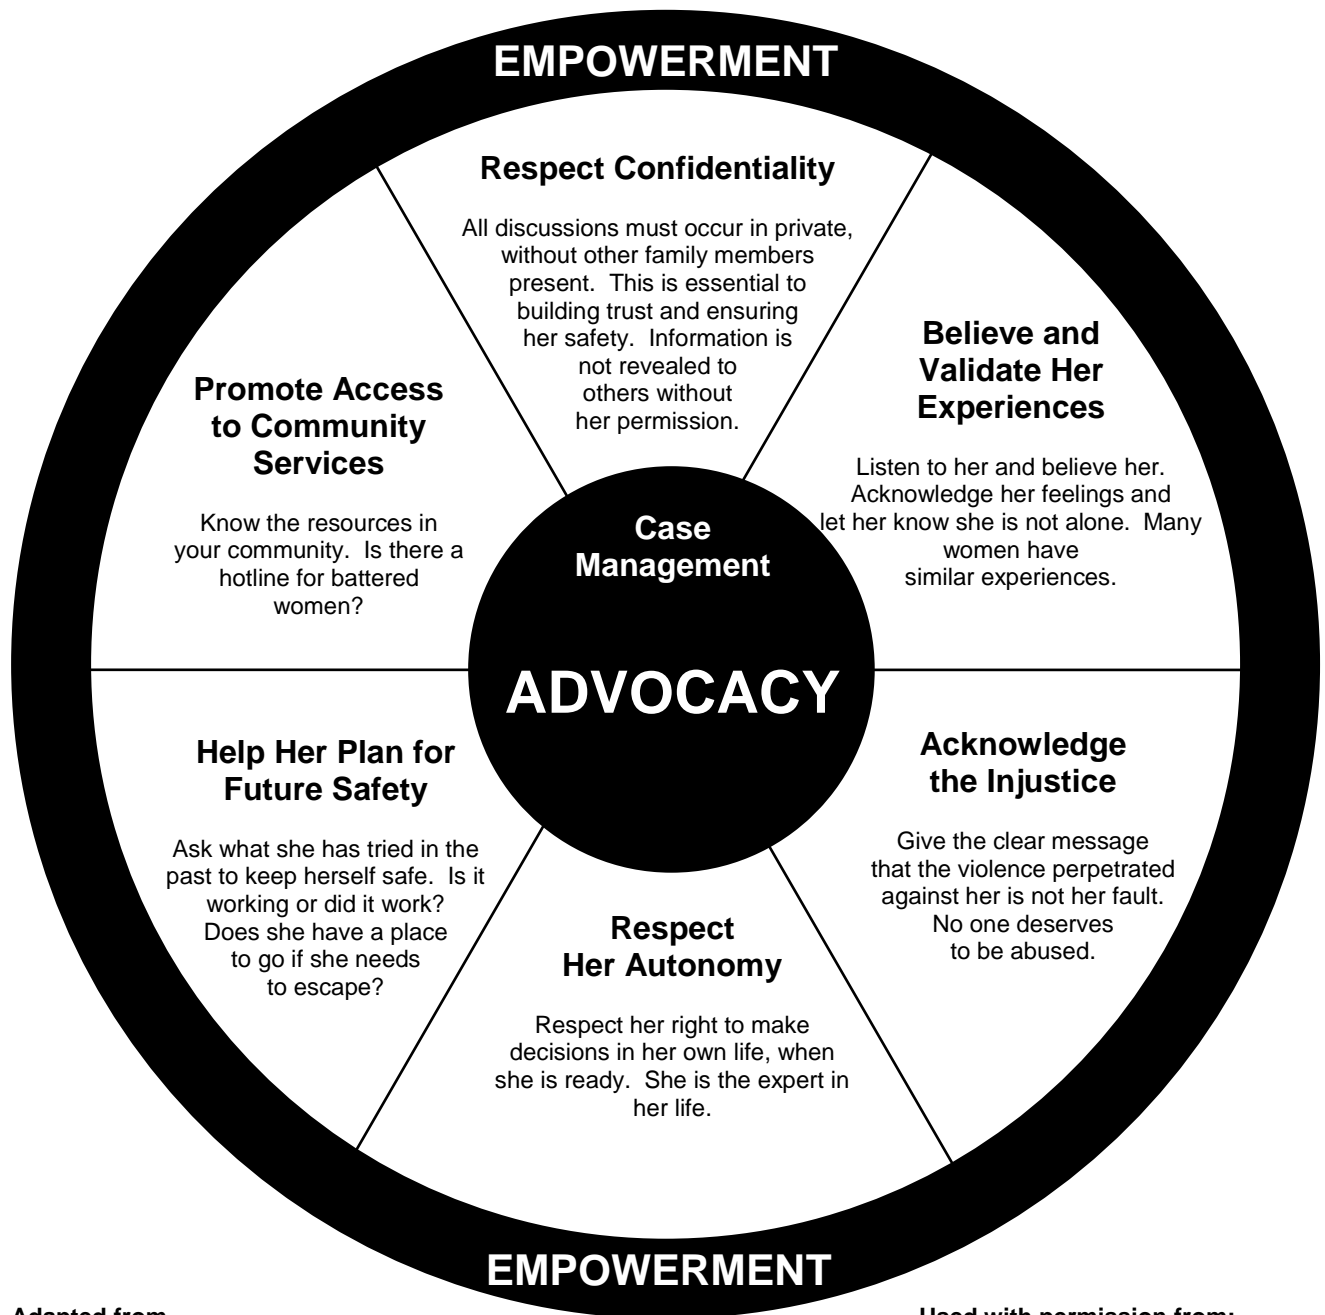 EMPOWERMENT
Respect Confidentiality
All discussions must occur in private,
without other family members
present.  This is essential to
building trust and ensuring
her safety.  Information is
not revealed to
others without
her permission.
Believe and
Validate Her
Experiences
Listen to her and believe her.
Acknowledge her feelings and
let her know she is not alone.  Many
women have
similar experiences.
Promote Access
to Community
Services
Know the resources in
your community.  Is there a
hotline for battered
women?
Case
Management
ADVOCACY
Help Her Plan for
Future Safety
Ask what she has tried in the
past to keep herself safe.  Is it
working or did it work?
Does she have a place
to go if she needs
to escape?
Acknowledge
the Injustice
Give the clear message
that the violence perpetrated
against her is not her fault.
No one deserves
to be abused.
Respect
Her Autonomy
Respect her right to make
decisions in her own life, when
she is ready.  She is the expert in
her life.
EMPOWERMENT
Adapted from
Used with permission from: